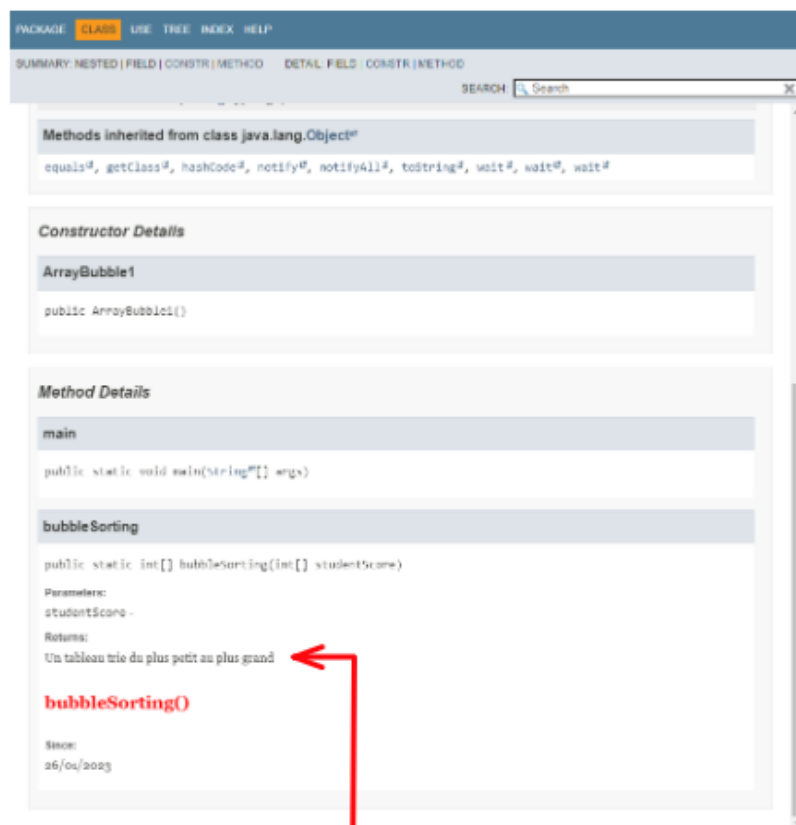 PACKAGE CLASS USE TREE INDEX HELP
SUMMARY: NESTED | FIELD | CONSTR | METHOD DETAIL: FIELD | CONSTR | METHOD
SEARCH: Search
Methods inherited from class java.lang.Object
equals, getClass, hashCode, notify, notifyAll, toString, wait, wait, wait
Constructor Details
ArrayBubble1
public ArrayBubble1()
Method Details
main
public static void main(String[] args)
bubbleSorting
public static int[] bubbleSorting(int[] studentScore)
Parameters:
studentScore -
Returns:
Un tableau trie du plus petit au plus grand
bubbleSorting()
Since:
26/01/2023